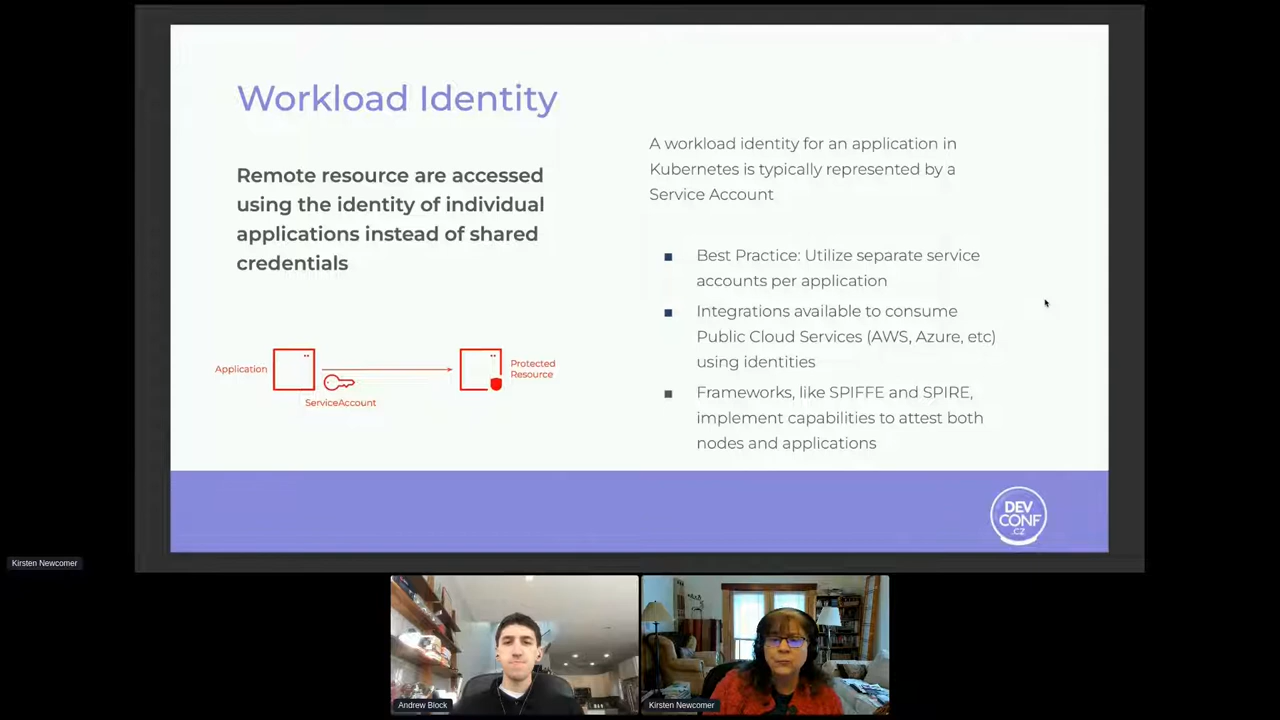 Workload Identity
Remote resource are accessed
using the identity of individual
applications instead of shared
credentials
Application
ServiceAccount
Protected
Resource
A workload identity for an application in
Kubernetes is typically represented by a
Service Account
Best Practice: Utilize separate service
accounts per application
Integrations available to consume
Public Cloud Services (AWS, Azure, etc)
using identities
Frameworks, like SPIFFE and SPIRE,
implement capabilities to attest both
nodes and applications
DEV
CONF
.CZ
Kirsten Newcomer
Andrew Block
Kirsten Newcomer